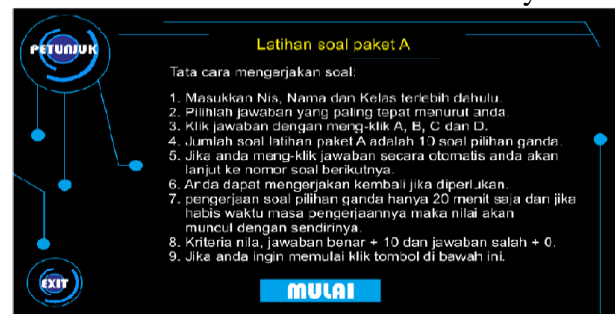 PETUNJUK
Latihan soal paket A
Tata cara mengerjakan soal:
1. Masukkan Nis, Nama dan Kelas terlebih dahulu.
2. Pilihlah jawaban yang paling tepat menurut anda.
3. Klik jawaban dengan meng-klik A, B, C dan D.
4. Jumlah soal latihan paket A adalah 10 soal pilihan ganda.
5. Jika anda meng-klik jawaban secara otomatis anda akan
lanjut ke nomor soal berikutnya.
6. Anda dapat mengerjakan kembali jika diperlukan.
7. pengerjaan soal pilihan ganda hanya 20 menit saja dan jika
habis waktu masa pengerjaannya maka nilai akan
muncul dengan sendirinya.
8. Kriteria nila, jawaban benar + 10 dan jawaban salah + 0.
9. Jika anda ingin memulai klik tombol di bawah ini.
EXIT
MULAI